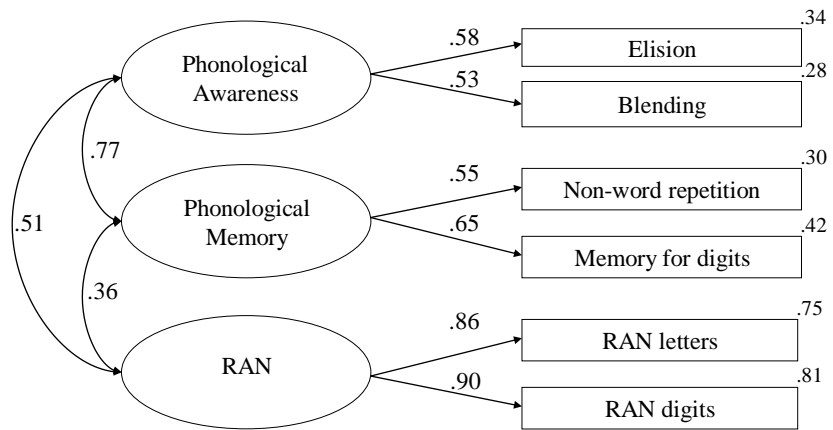 .34
.58
Elision
Phonological
Awareness
.53
.28
Blending
.77
.30
.55
Non-word repetition
Phonological
Memory
.51
.65
.42
Memory for digits
.36
.75
.86
RAN letters
RAN
.81
.90
RAN digits